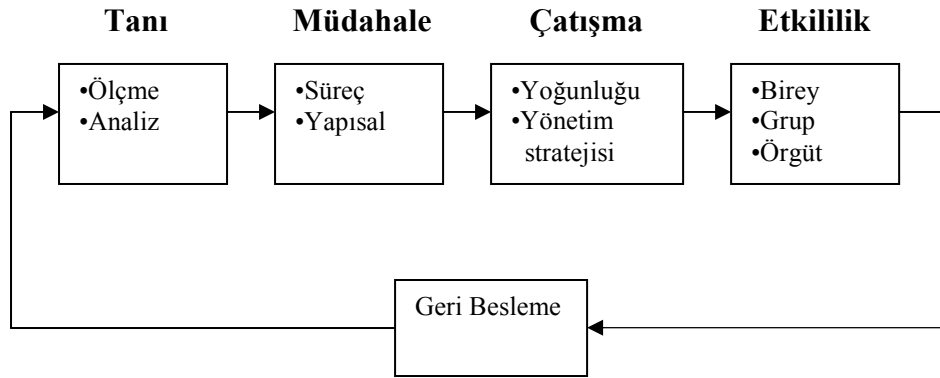 Tanı
Müdahale
Çatışma
Etkililik
•Ölçme
•Analiz
•Süreç
•Yapısal
•Yoğunluğu
•Yönetim
stratejisi
•Birey
•Grup
•Örgüt
Geri Besleme